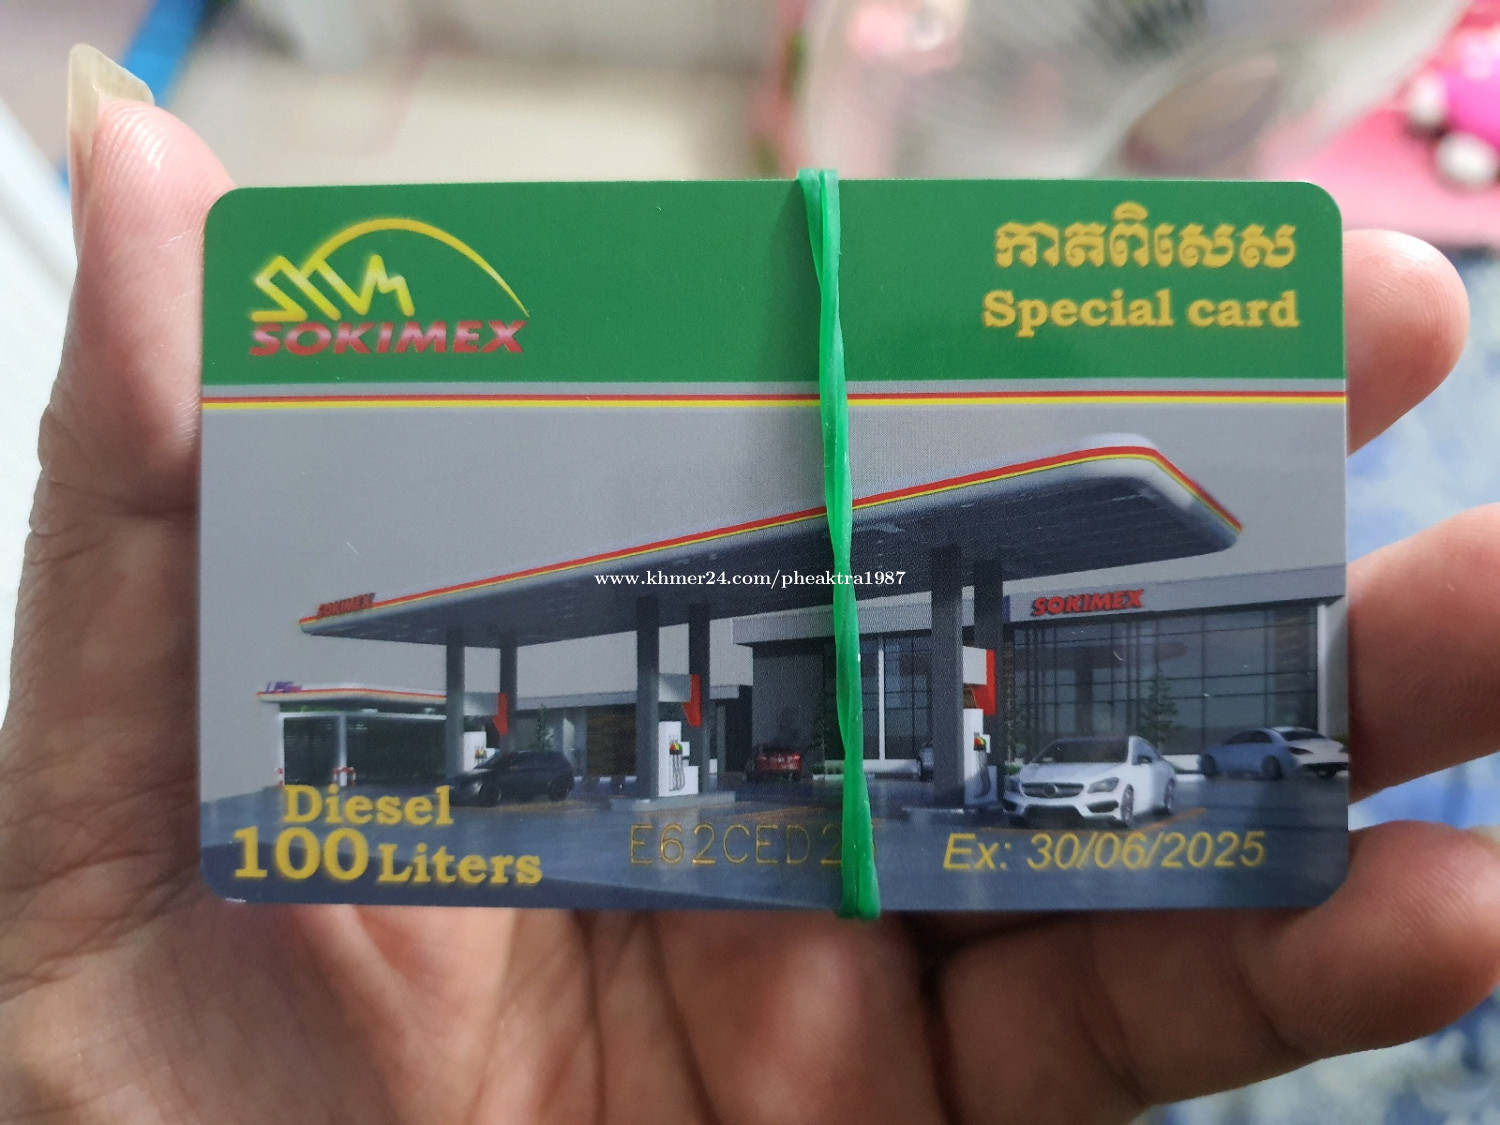 SOKIMEX
កាតពិសេស
Special card
www.khmer24.com/pheaktra1987
SOKIMEX
SOKIMEX
Diesel
100 Liters
Ex: 30/06/2025